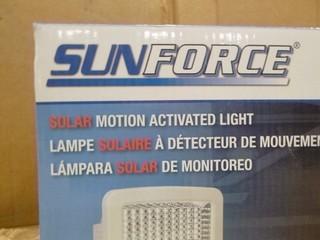 SUNFORCE®
SOLAR MOTION ACTIVATED LIGHT
LAMPE SOLAIRE À DÉTECTEUR DE MOUVEMEN
LÁMPARA SOLAR DE MONITOREO